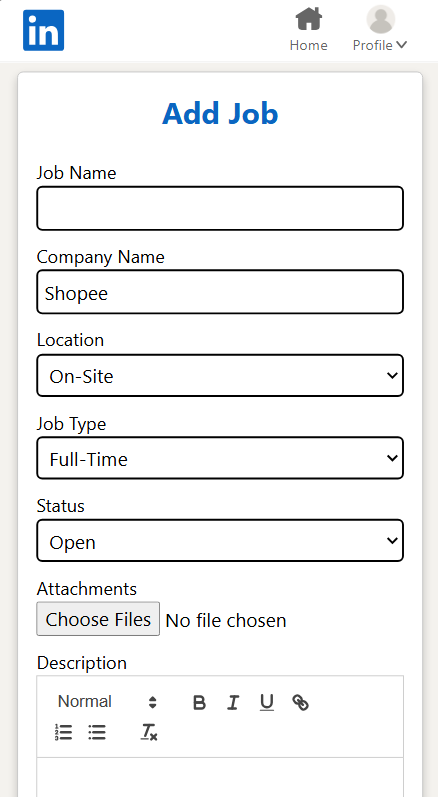 in
Home
Profile
Add Job
Job Name
Company Name
Shopee
Location
On-Site
Job Type
Full-Time
Status
Open
Attachments
Choose Files No file chosen
Description
Normal B I U